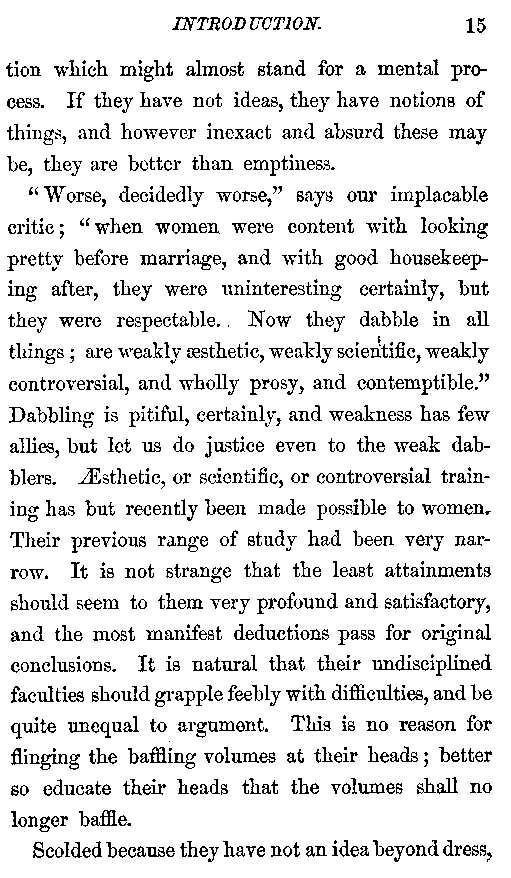 INTRODUCTION. 15
tion which might almost stand for a mental pro-
cess. If they have not ideas, they have notions of
things, and however inexact and absurd these may
be, they are better than emptiness.
“Worse, decidedly worse,” says our implacable
critic; “when women were content with looking
pretty before marriage, and with good housekeep-
ing after, they were uninteresting certainly, but
they were respectable. Now they dabble in all
things; are weakly æsthetic, weakly scientific, weakly
controversial, and wholly prosy, and contemptible.”
Dabbling is pitiful, certainly, and weakness has few
allies, but let us do justice even to the weak dab-
blers. Æsthetic, or scientific, or controversial train-
ing has but recently been made possible to women.
Their previous range of study had been very nar-
row. It is not strange that the least attainments
should seem to them very profound and satisfactory,
and the most manifest deductions pass for original
conclusions. It is natural that their undisciplined
faculties should grapple feebly with difficulties, and be
quite unequal to argument. This is no reason for
flinging the baffling volumes at their heads; better
so educate their heads that the volumes shall no
longer baffle.
Scolded because they have not an idea beyond dress,